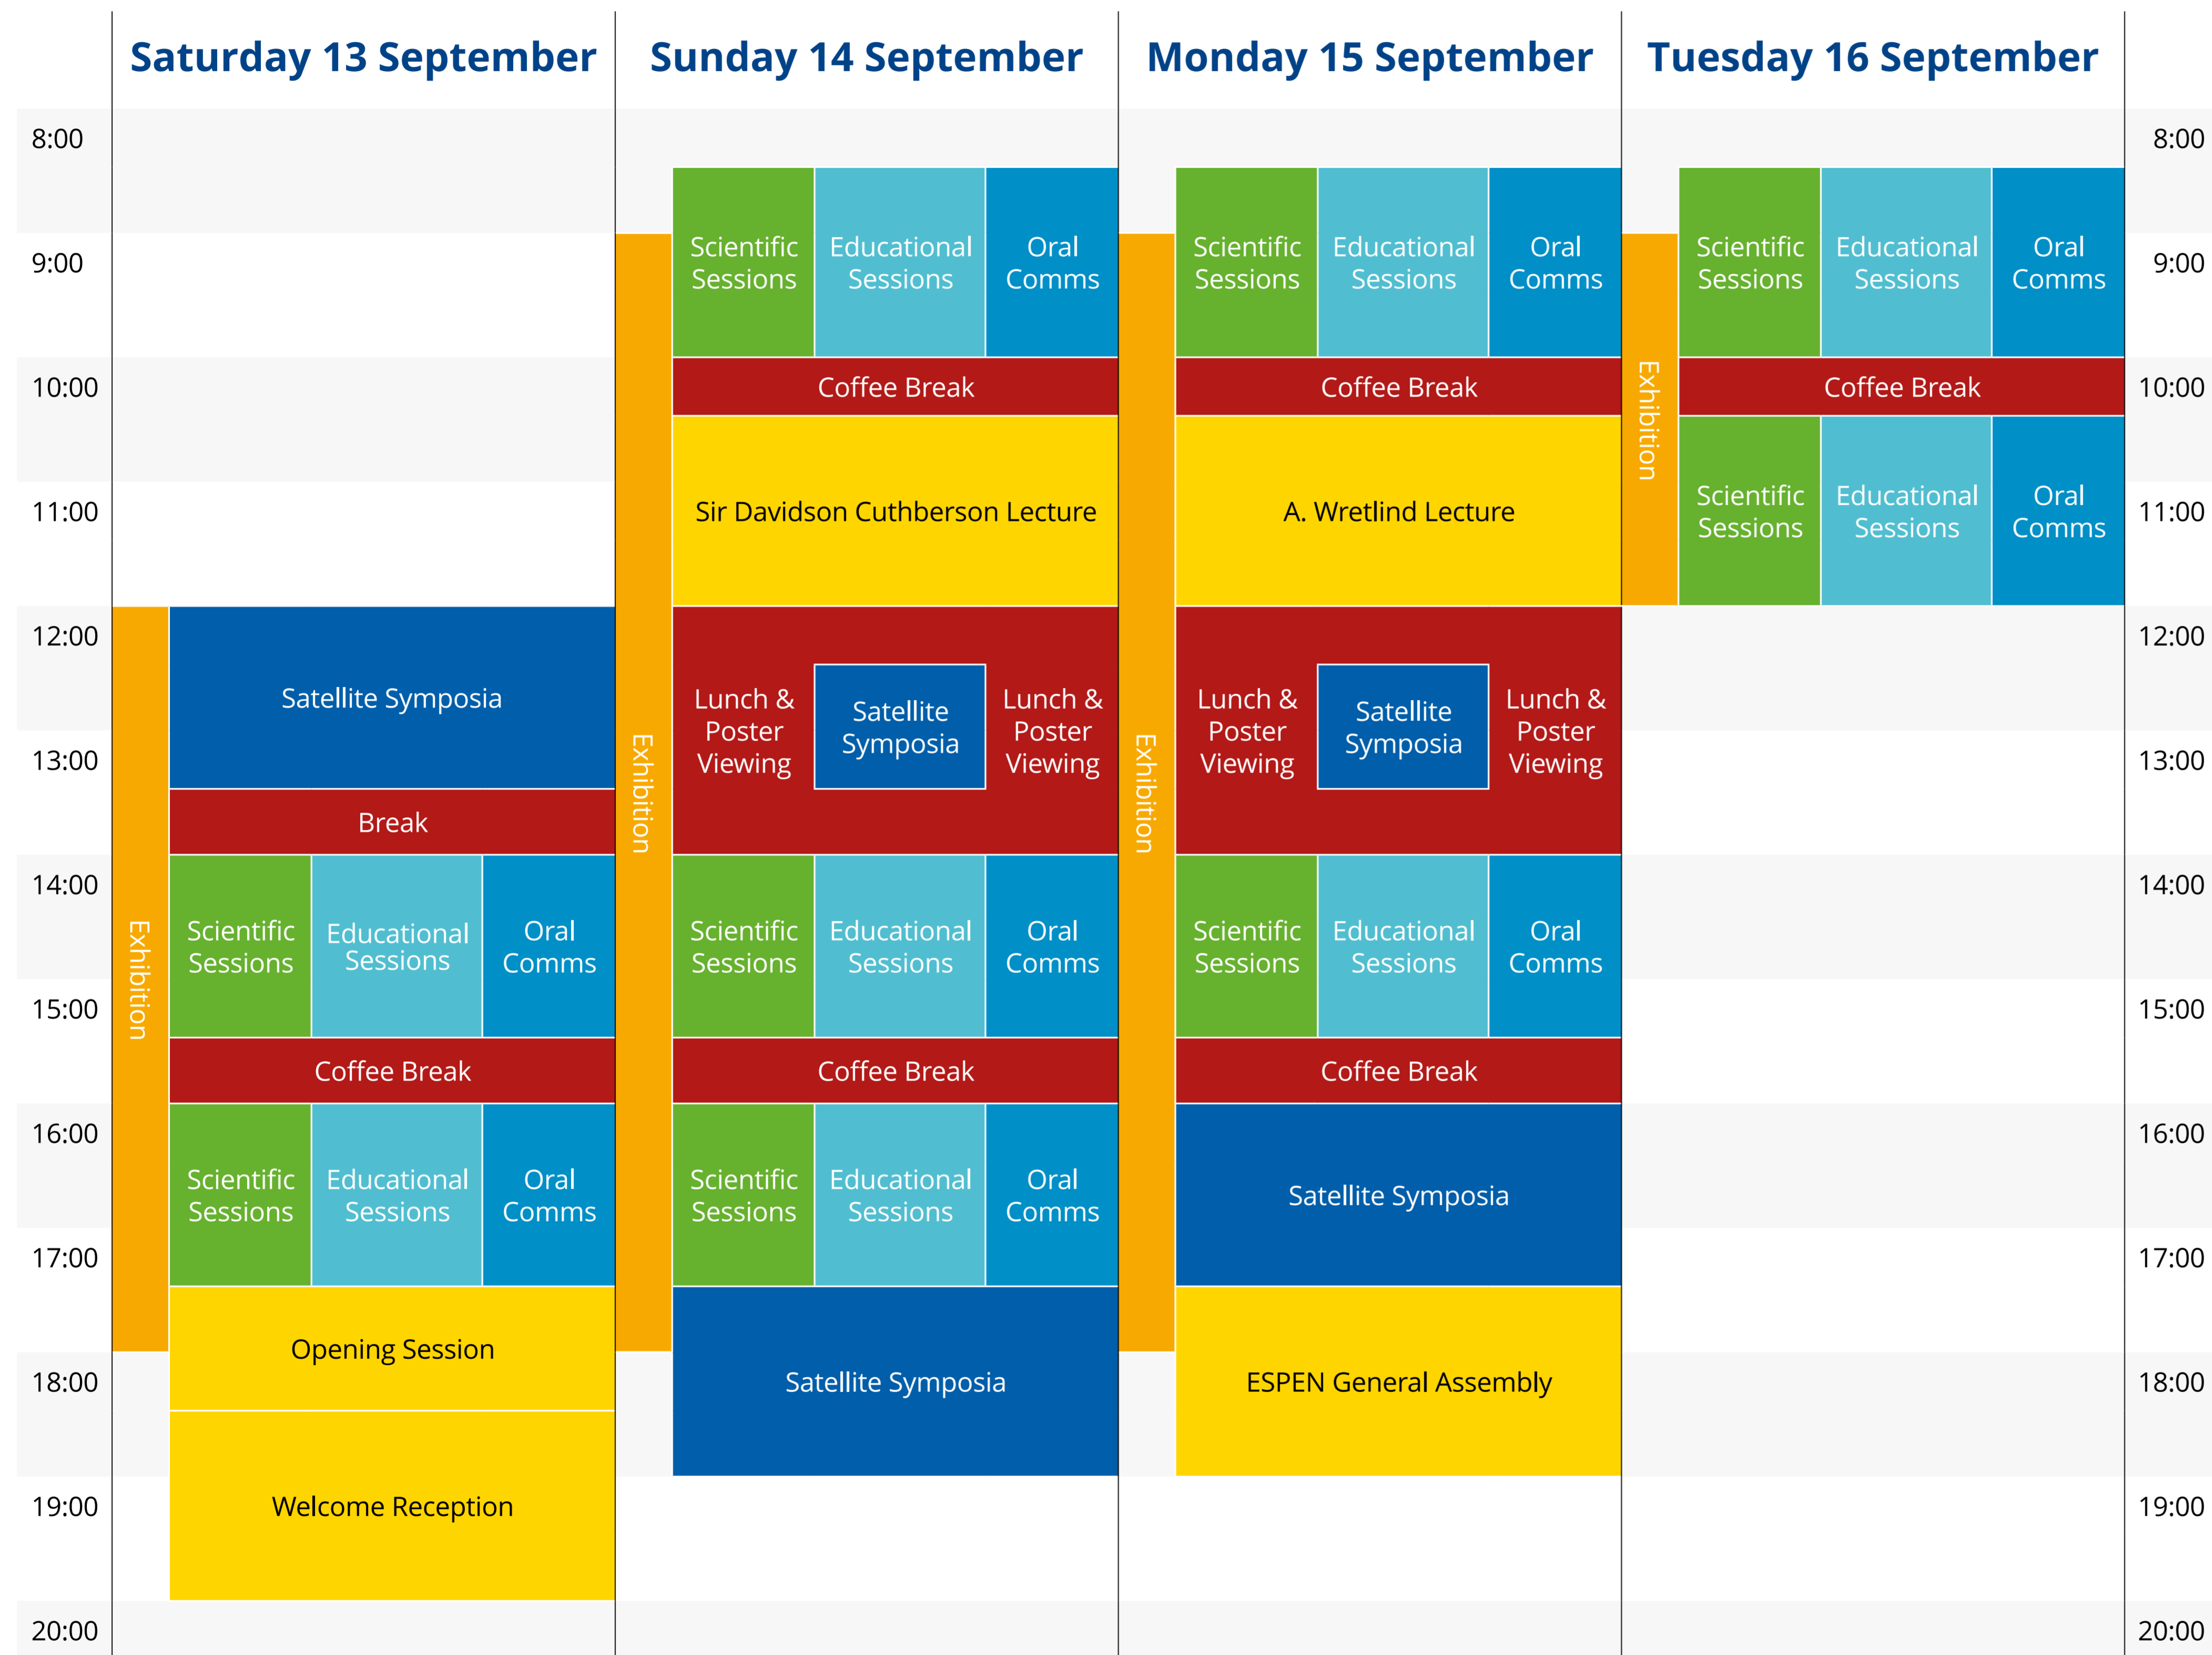 Saturday 13 September
Sunday 14 September
Monday 15 September
Tuesday 16 September
8:00
9:00
10:00
11:00
12:00
13:00
14:00
15:00
16:00
17:00
18:00
19:00
20:00
Exhibition
Satellite Symposia
Break
Scientific
Sessions
Educational
Sessions
Oral
Comms
Coffee Break
Scientific
Sessions
Educational
Sessions
Oral
Comms
Opening Session
Welcome Reception
Exhibition
Scientific
Sessions
Educational
Sessions
Oral
Comms
Coffee Break
Sir Davidson Cuthberson Lecture
Lunch &
Poster
Viewing
Satellite
Symposia
Lunch &
Poster
Viewing
Scientific
Sessions
Educational
Sessions
Oral
Comms
Coffee Break
Scientific
Sessions
Educational
Sessions
Oral
Comms
Satellite Symposia
Exhibition
Scientific
Sessions
Educational
Sessions
Oral
Comms
Coffee Break
A. Wretlind Lecture
Lunch &
Poster
Viewing
Satellite
Symposia
Lunch &
Poster
Viewing
Scientific
Sessions
Educational
Sessions
Oral
Comms
Coffee Break
Satellite Symposia
ESPEN General Assembly
Exhibition
Scientific
Sessions
Educational
Sessions
Oral
Comms
Coffee Break
Scientific
Sessions
Educational
Sessions
Oral
Comms
8:00
9:00
10:00
11:00
12:00
13:00
14:00
15:00
16:00
17:00
18:00
19:00
20:00